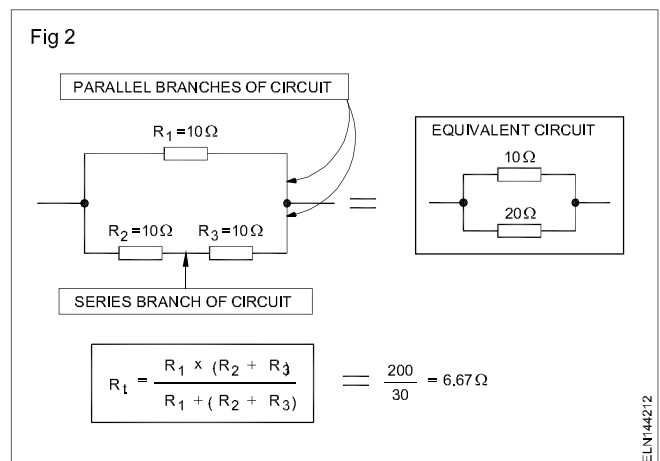 Fig 2
PARALLEL BRANCHES OF CIRCUIT
R1=10Ω
R2=10Ω R3=10Ω
SERIES BRANCH OF CIRCUIT
=
EQUIVALENT CIRCUIT
10Ω
20Ω
Rt = R1 x (R2 + R3) / R1 + (R2 + R3) = 200 / 30 = 6.67Ω
ELN144212